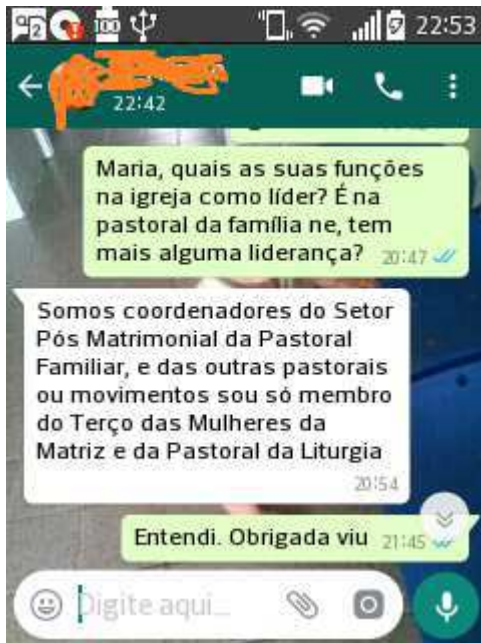 22:53
22:42
Maria, quais as suas funções
na igreja como líder? É na
pastoral da família ne, tem
mais alguma liderança? 20:47
Somos coordenadores do Setor
Pós Matrimonial da Pastoral
Familiar, e das outras pastorais
ou movimentos sou só membro
do Terço das Mulheres da
Matriz e da Pastoral da Liturgia
20:54
Entendi. Obrigada viu 21:45
Digite aqui...